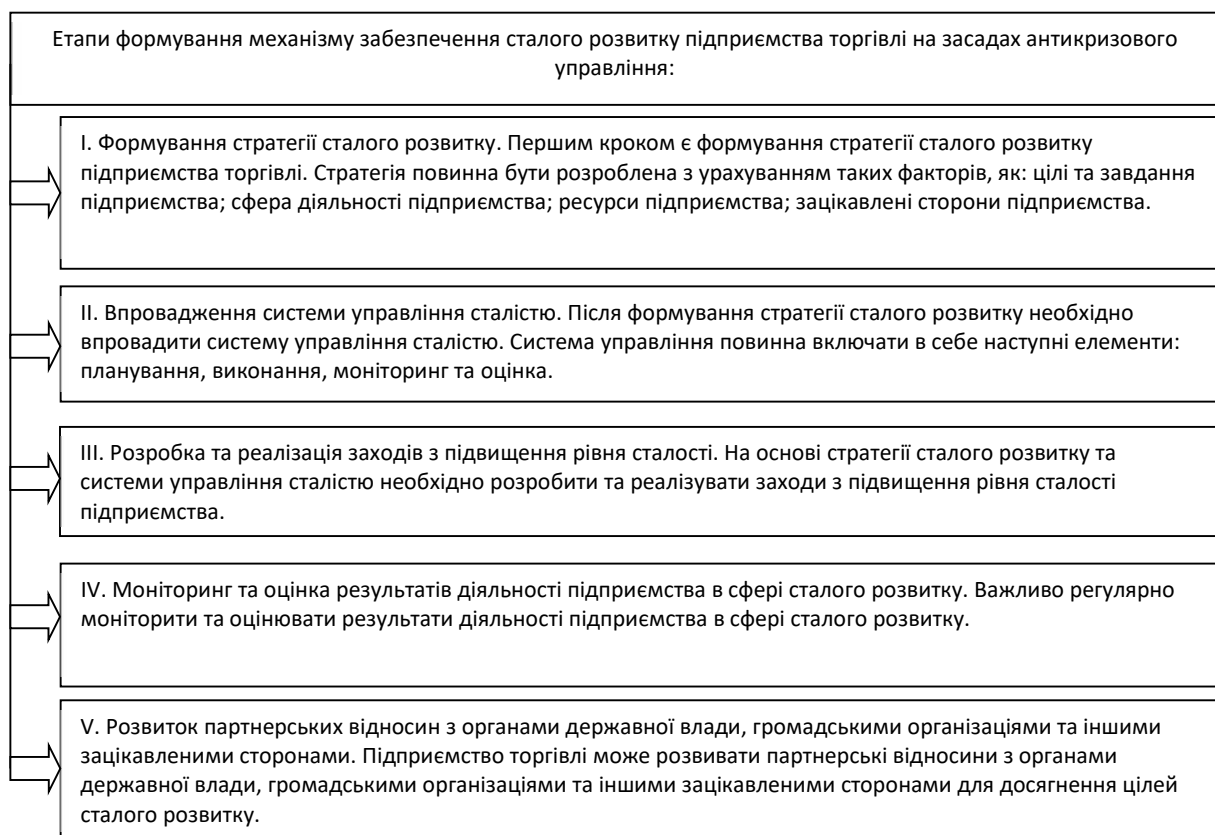 Етапи формування механізму забезпечення сталого розвитку підприємства торгівлі на засадах антикризового
управління:
І. Формування стратегії сталого розвитку. Першим кроком є формування стратегії сталого розвитку
підприємства торгівлі. Стратегія повинна бути розроблена з урахуванням таких факторів, як: цілі та завдання
підприємства; сфера діяльності підприємства; ресурси підприємства; зацікавлені сторони підприємства.
ІІ. Впровадження системи управління сталістю. Після формування стратегії сталого розвитку необхідно
впровадити систему управління сталістю. Система управління повинна включати в себе наступні елементи:
планування, виконання, моніторинг та оцінка.
ІІІ. Розробка та реалізація заходів з підвищення рівня сталості. На основі стратегії сталого розвитку та
системи управління сталістю необхідно розробити та реалізувати заходи з підвищення рівня сталості
підприємства.
IV. Моніторинг та оцінка результатів діяльності підприємства в сфері сталого розвитку. Важливо регулярно
моніторити та оцінювати результати діяльності підприємства в сфері сталого розвитку.
V. Розвиток партнерських відносин з органами державної влади, громадськими організаціями та іншими
зацікавленими сторонами. Підприємство торгівлі може розвивати партнерські відносини з органами
державної влади, громадськими організаціями та іншими зацікавленими сторонами для досягнення цілей
сталого розвитку.